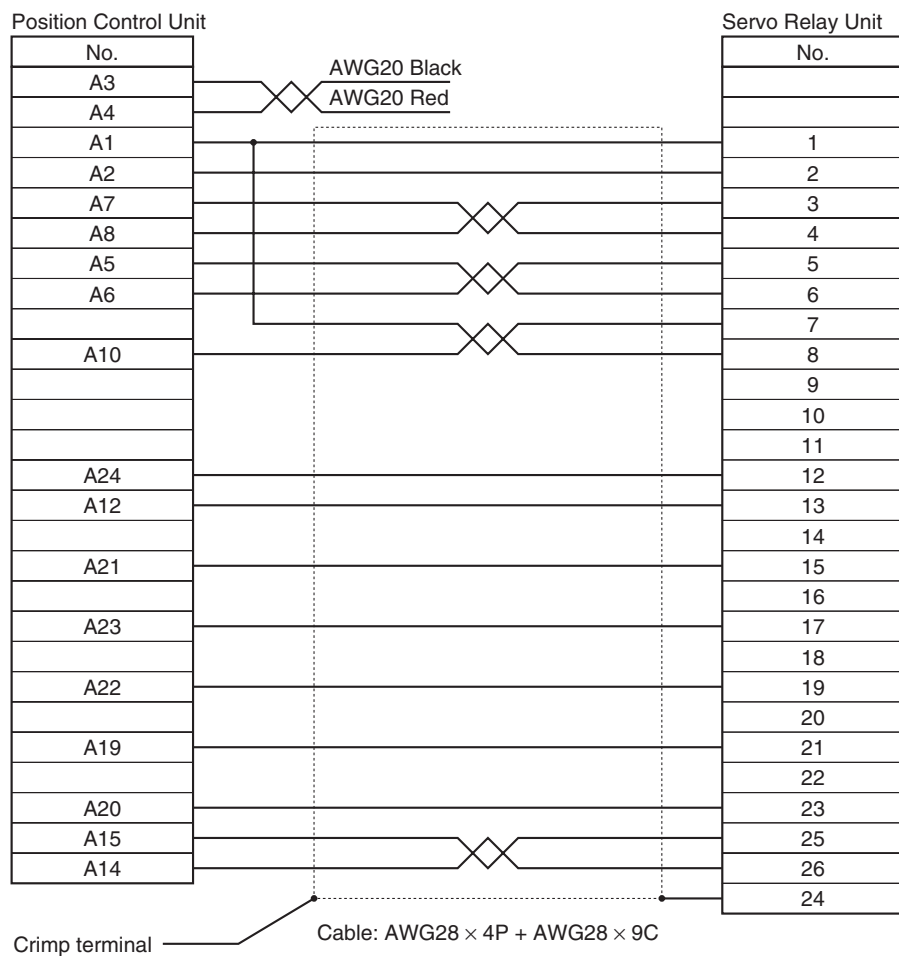 Position Control Unit
Servo Relay Unit
No.
No.
A3
AWG20 Black
A4
AWG20 Red
A1
1
A2
2
A7
3
A8
4
A5
5
A6
6
7
A10
8
9
10
11
A24
12
A12
13
14
A21
15
16
A23
17
18
A22
19
20
A19
21
22
A20
23
A15
25
A14
26
24
Crimp terminal
Cable: AWG28 × 4P + AWG28 × 9C